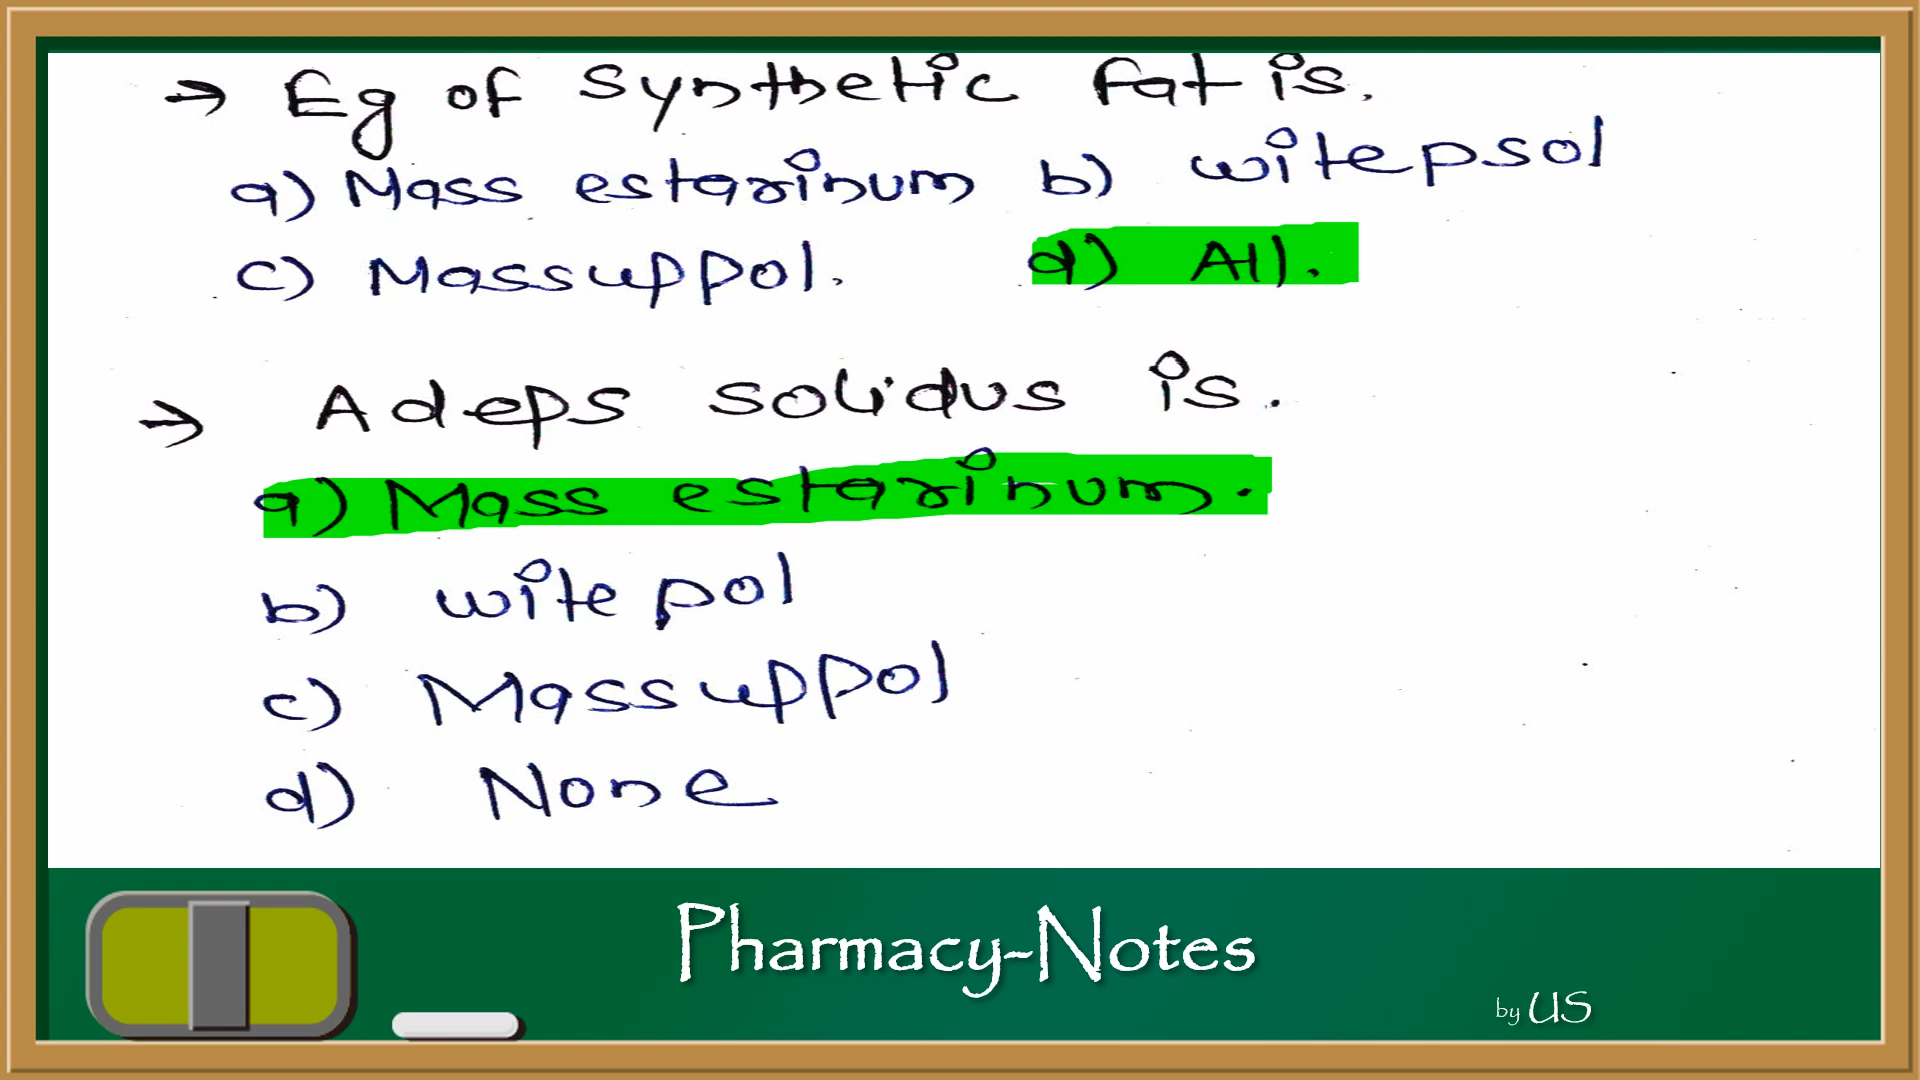 → Eg of synthetic fat is.
a) Mass estarinum b) witepsol
c) Massuppol. d) All.
→ Adeps solidus is.
a) Mass estarinum.
b) witepol
c) Massuppol
d) None
Pharmacy-Notes
by US